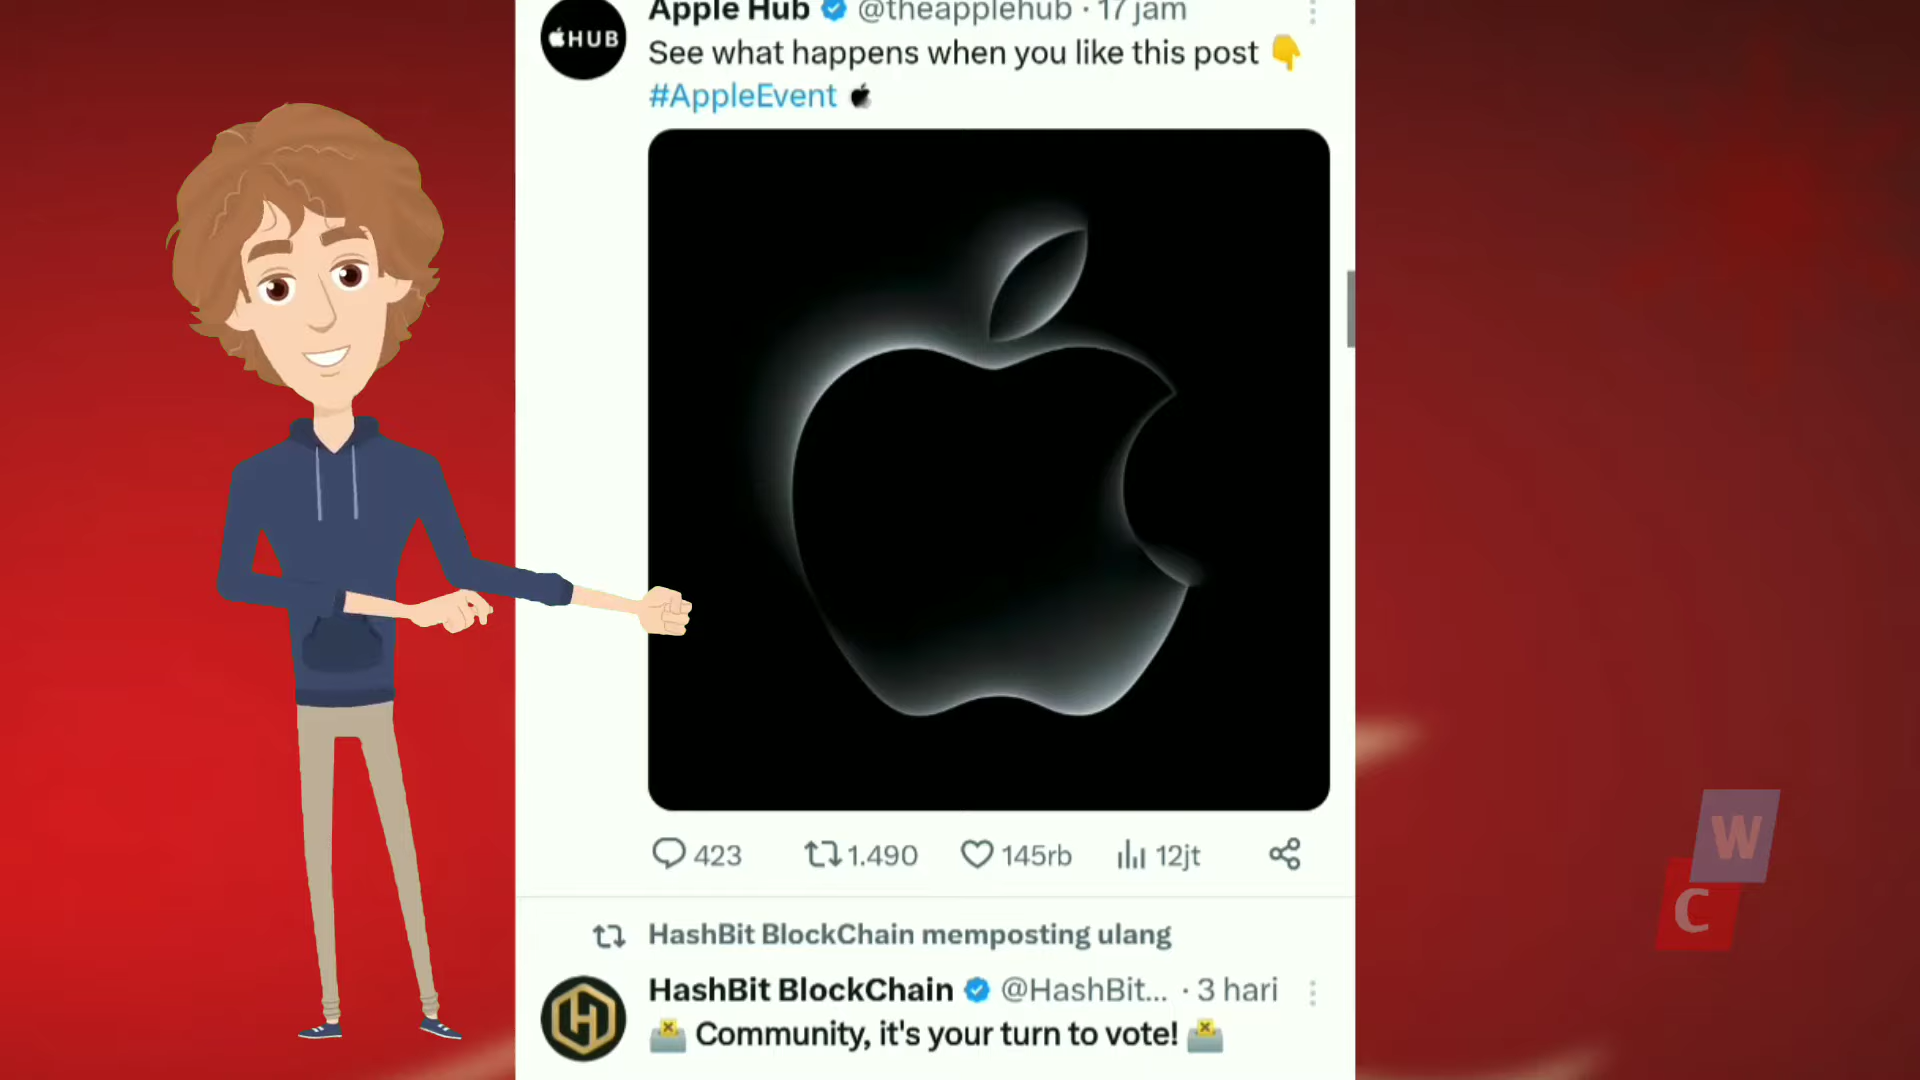 Apple Hub @theapplehub · 17 jam
HUB
See what happens when you like this post 👇
#AppleEvent
423 1.490 145rb 12jt
HashBit BlockChain memposting ulang
HashBit BlockChain @HashBit... · 3 hari
🗳️ Community, it's your turn to vote! 🗳️
W
C